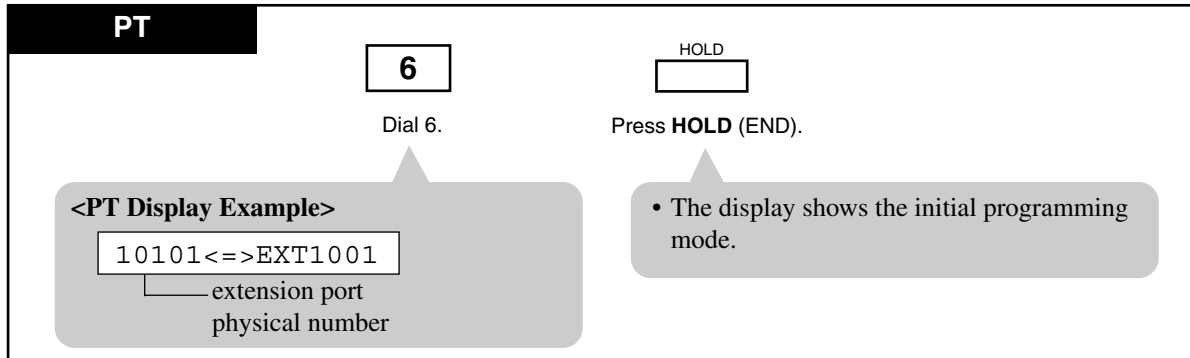 PT
6
HOLD
Dial 6.
Press HOLD (END).
<PT Display Example>
10101<=>EXT1001
extension port
physical number
• The display shows the initial programming
mode.